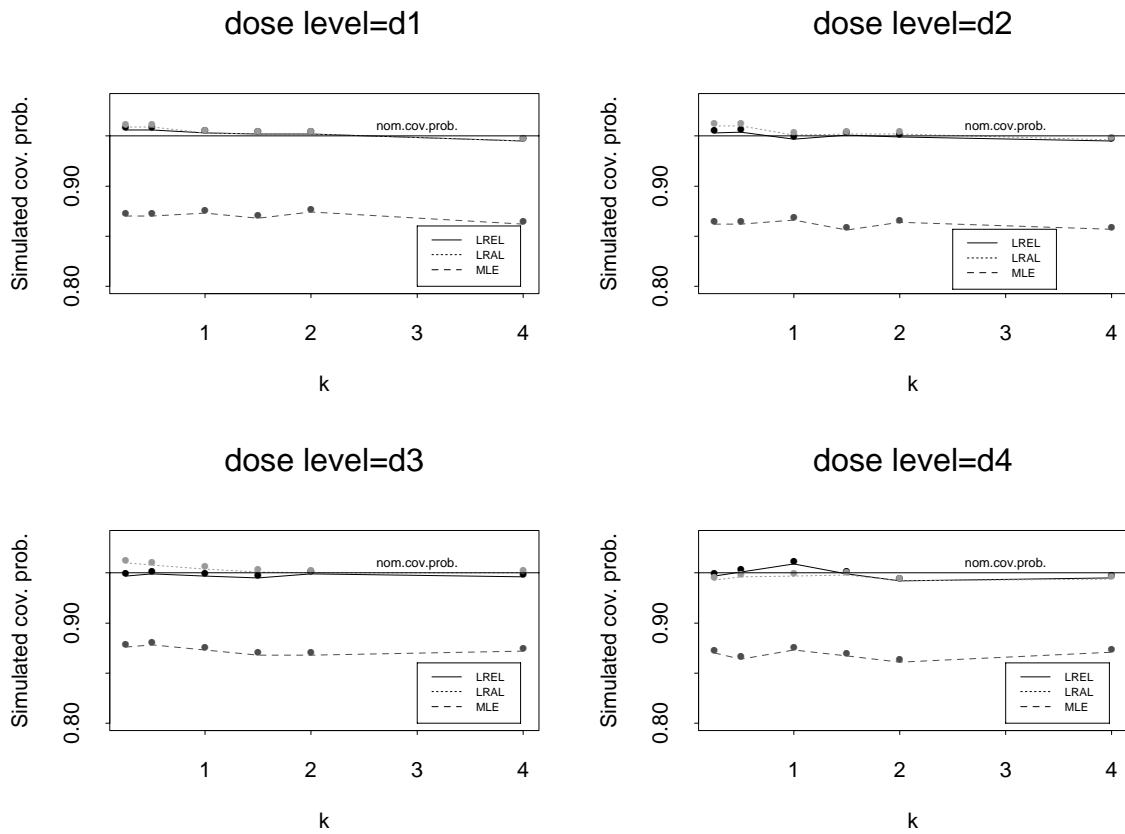 dose level=d1
Simulated cov. prob.
0.90
0.80
nom.cov.prob.
LREL
LRAL
MLE
1
2
3
4
k
dose level=d2
Simulated cov. prob.
0.90
0.80
nom.cov.prob.
LREL
LRAL
MLE
1
2
3
4
k
dose level=d3
Simulated cov. prob.
0.90
0.80
nom.cov.prob.
LREL
LRAL
MLE
1
2
3
4
k
dose level=d4
Simulated cov. prob.
0.90
0.80
nom.cov.prob.
LREL
LRAL
MLE
1
2
3
4
k